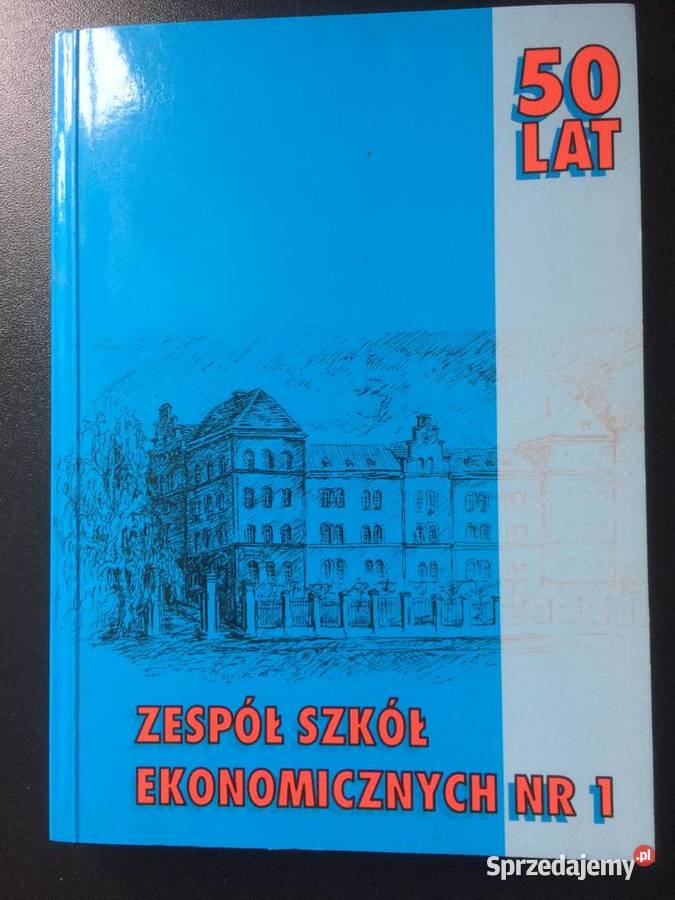 50
LAT
ZESPÓŁ SZKÓŁ
EKONOMICZNYCH NR 1
Sprzedajemy.pl